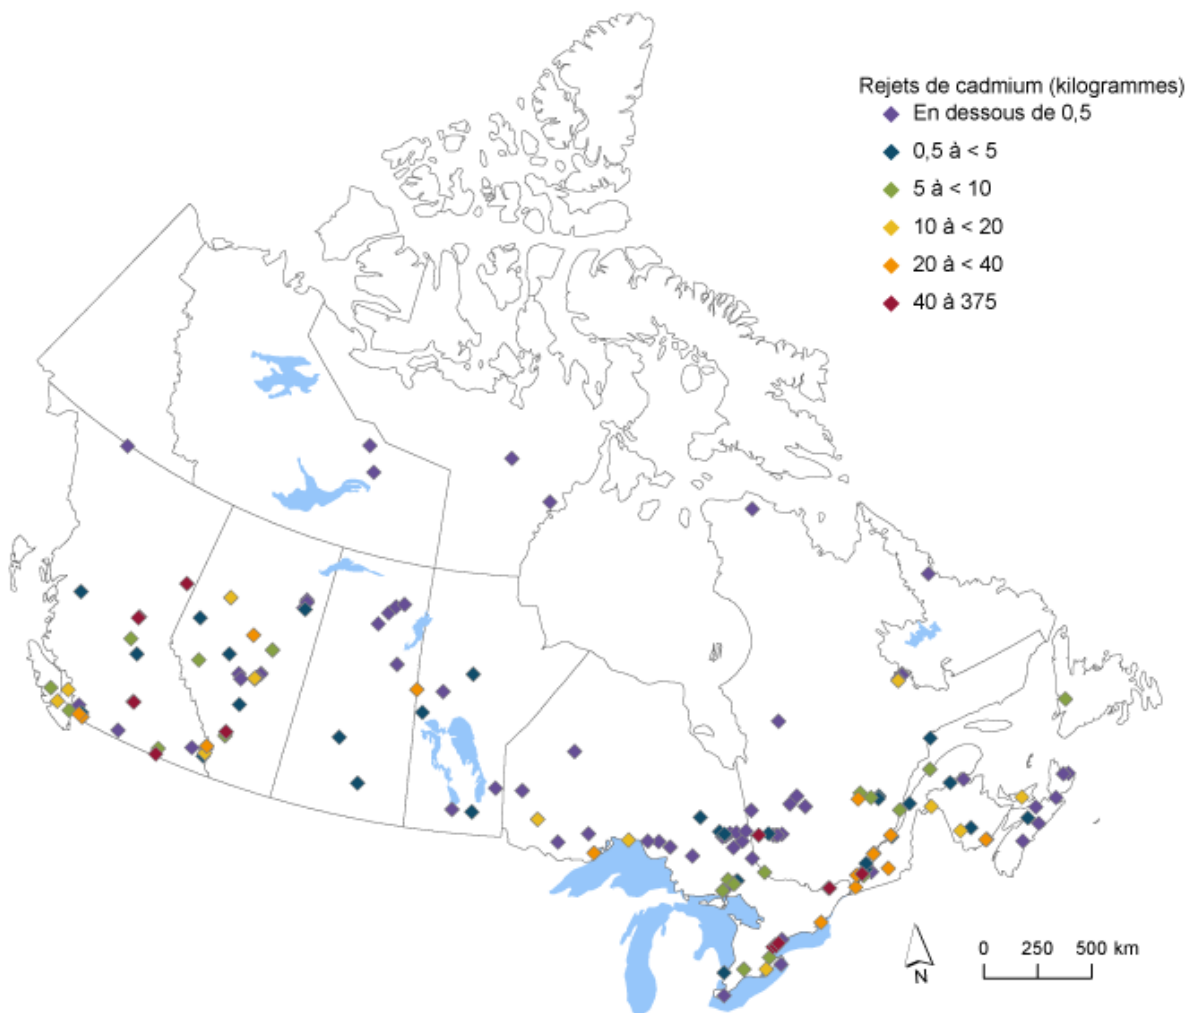 Rejets de cadmium (kilogrammes)
En dessous de 0,5
0,5 à < 5
5 à < 10
10 à < 20
20 à < 40
40 à 375
N
0 250 500 km